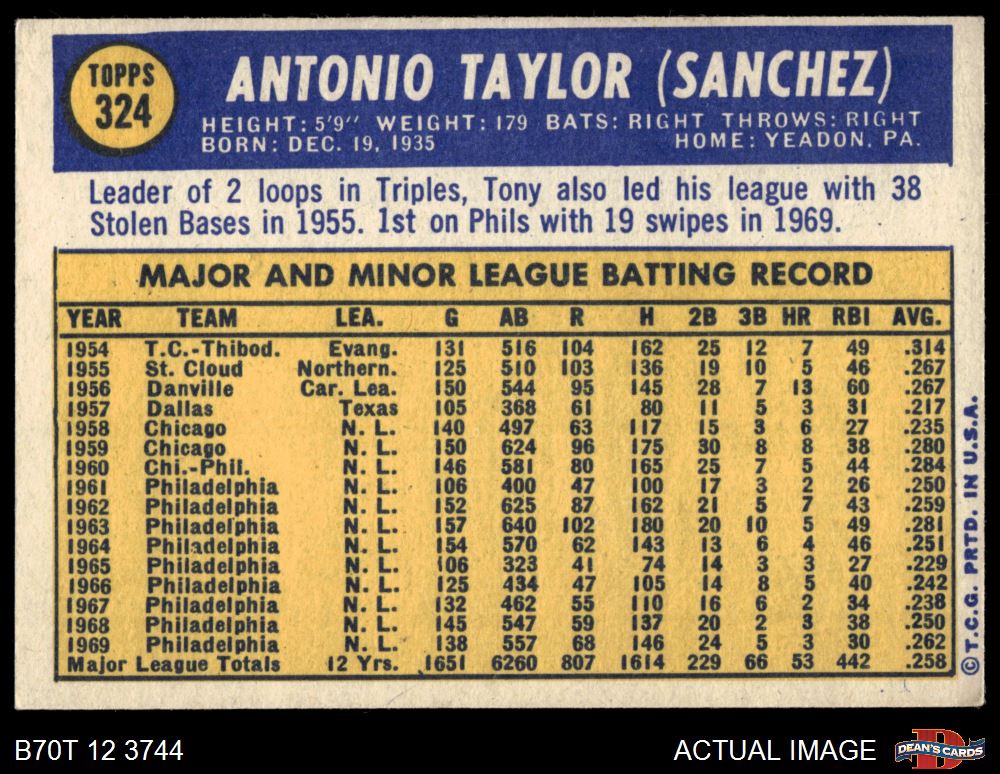 TOPPS
324
ANTONIO TAYLOR (SANCHEZ)
HEIGHT: 5'9" WEIGHT: 179 BATS: RIGHT THROWS: RIGHT
BORN: DEC. 19, 1935 HOME: YEADON, PA.
Leader of 2 loops in Triples, Tony also led his league with 38
Stolen Bases in 1955. 1st on Phils with 19 swipes in 1969.
MAJOR AND MINOR LEAGUE BATTING RECORD
YEAR TEAM LEA. G AB R H 2B 3B HR RBI AVG.
1954 T.C.-Thibod. Evang. 131 516 104 162 25 12 7 49 .314
1955 St. Cloud Northern. 125 510 103 136 19 10 5 46 .267
1956 Danville Car. Lea. 150 544 95 145 28 7 13 60 .267
1957 Dallas Texas 105 368 61 80 11 5 3 31 .217
1958 Chicago N. L. 140 497 63 117 15 3 6 27 .235
1959 Chicago N. L. 150 624 96 175 30 8 8 38 .280
1960 Chi.-Phil. N. L. 146 581 80 165 25 7 5 44 .284
1961 Philadelphia N. L. 106 400 47 100 17 3 2 26 .250
1962 Philadelphia N. L. 152 625 87 162 21 5 7 43 .259
1963 Philadelphia N. L. 157 640 102 180 20 10 5 49 .281
1964 Philadelphia N. L. 154 570 62 143 13 6 4 46 .251
1965 Philadelphia N. L. 106 323 41 74 14 3 3 27 .229
1966 Philadelphia N. L. 125 434 47 105 14 8 5 40 .242
1967 Philadelphia N. L. 132 462 55 110 16 6 2 34 .238
1968 Philadelphia N. L. 145 547 59 137 20 2 3 38 .250
1969 Philadelphia N. L. 138 557 68 146 24 5 3 30 .262
Major League Totals 12 Yrs. 1651 6260 807 1614 229 66 53 442 .258
© T.C.G. PRTD. IN U.S.A.
B70T 12 3744 ACTUAL IMAGE
DEAN'S CARDS